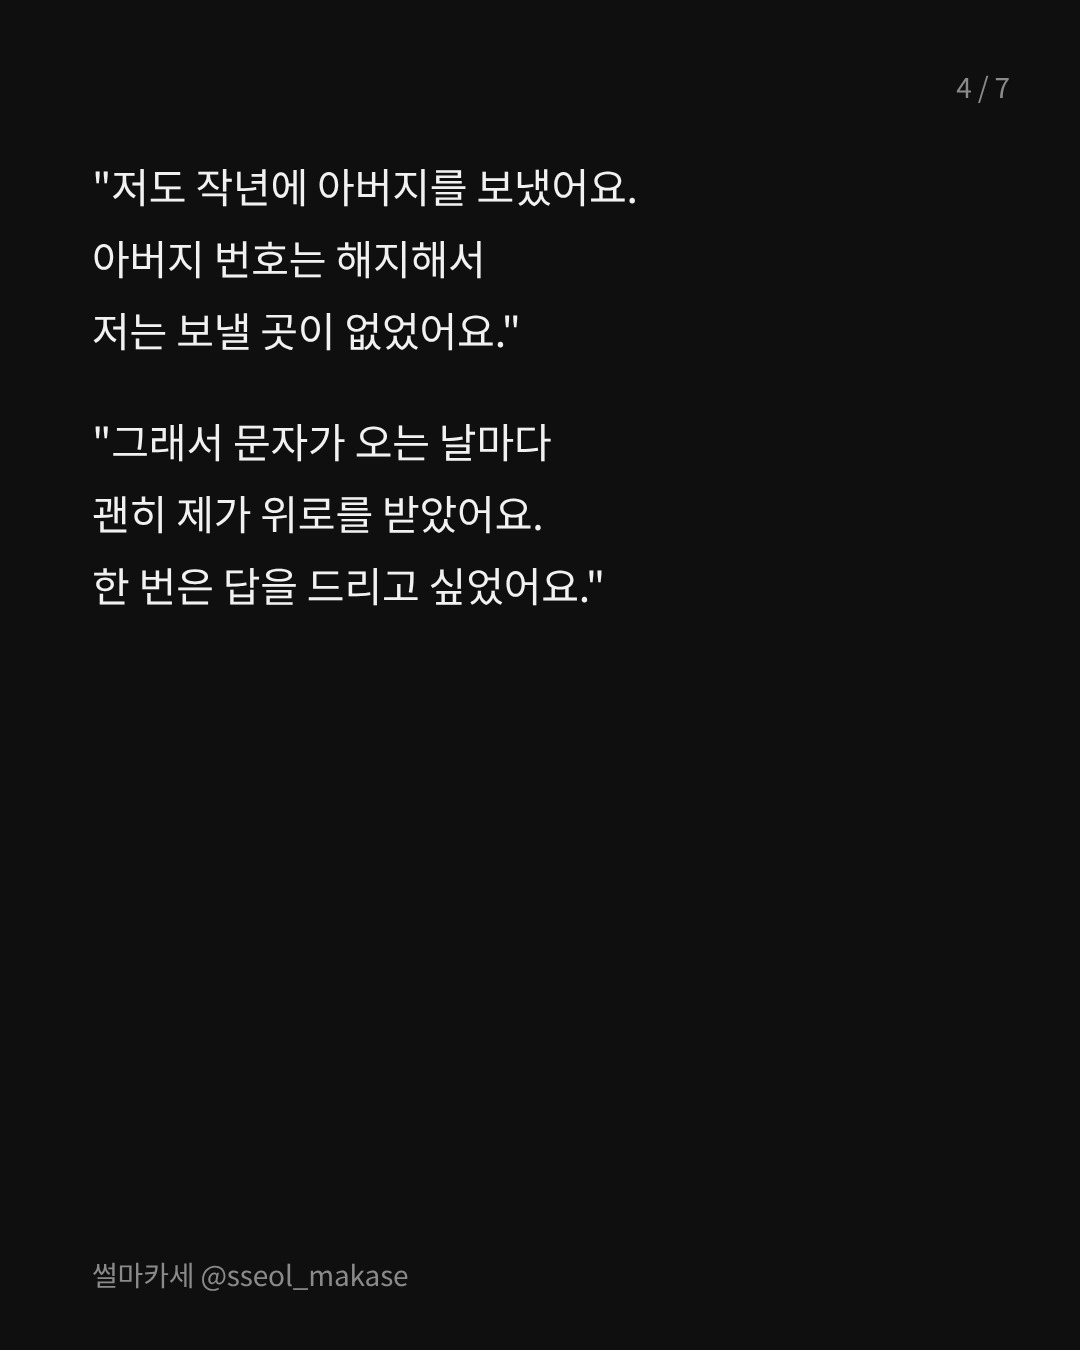 4 / 7
"저도 작년에 아버지를 보냈어요.
아버지 번호는 해지해서
저는 보낼 곳이 없었어요."
"그래서 문자가 오는 날마다
괜히 제가 위로를 받았어요.
한 번은 답을 드리고 싶었어요."
썰마카세 @sseol_makase